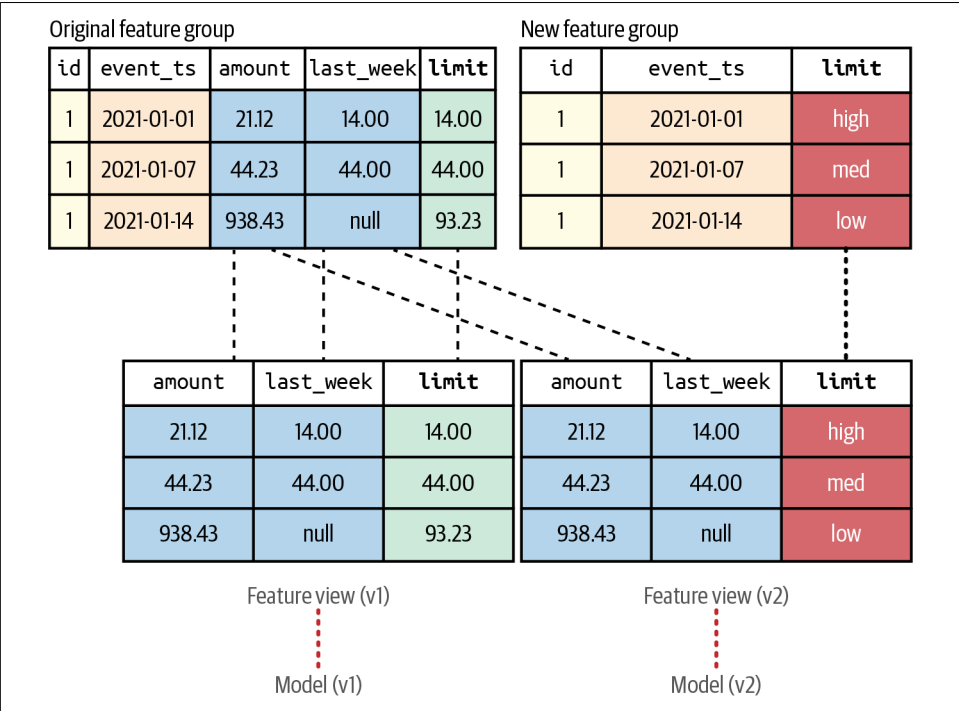 Original feature group New feature group
id event_ts amount last_week limit id event_ts limit
1 2021-01-01 21.12 14.00 14.00 1 2021-01-01 high
1 2021-01-07 44.23 44.00 44.00 1 2021-01-07 med
1 2021-01-14 938.43 null 93.23 1 2021-01-14 low
amount last_week limit amount last_week limit
21.12 14.00 14.00 21.12 14.00 high
44.23 44.00 44.00 44.23 44.00 med
938.43 null 93.23 938.43 null low
Feature view (v1) Feature view (v2)
Model (v1) Model (v2)